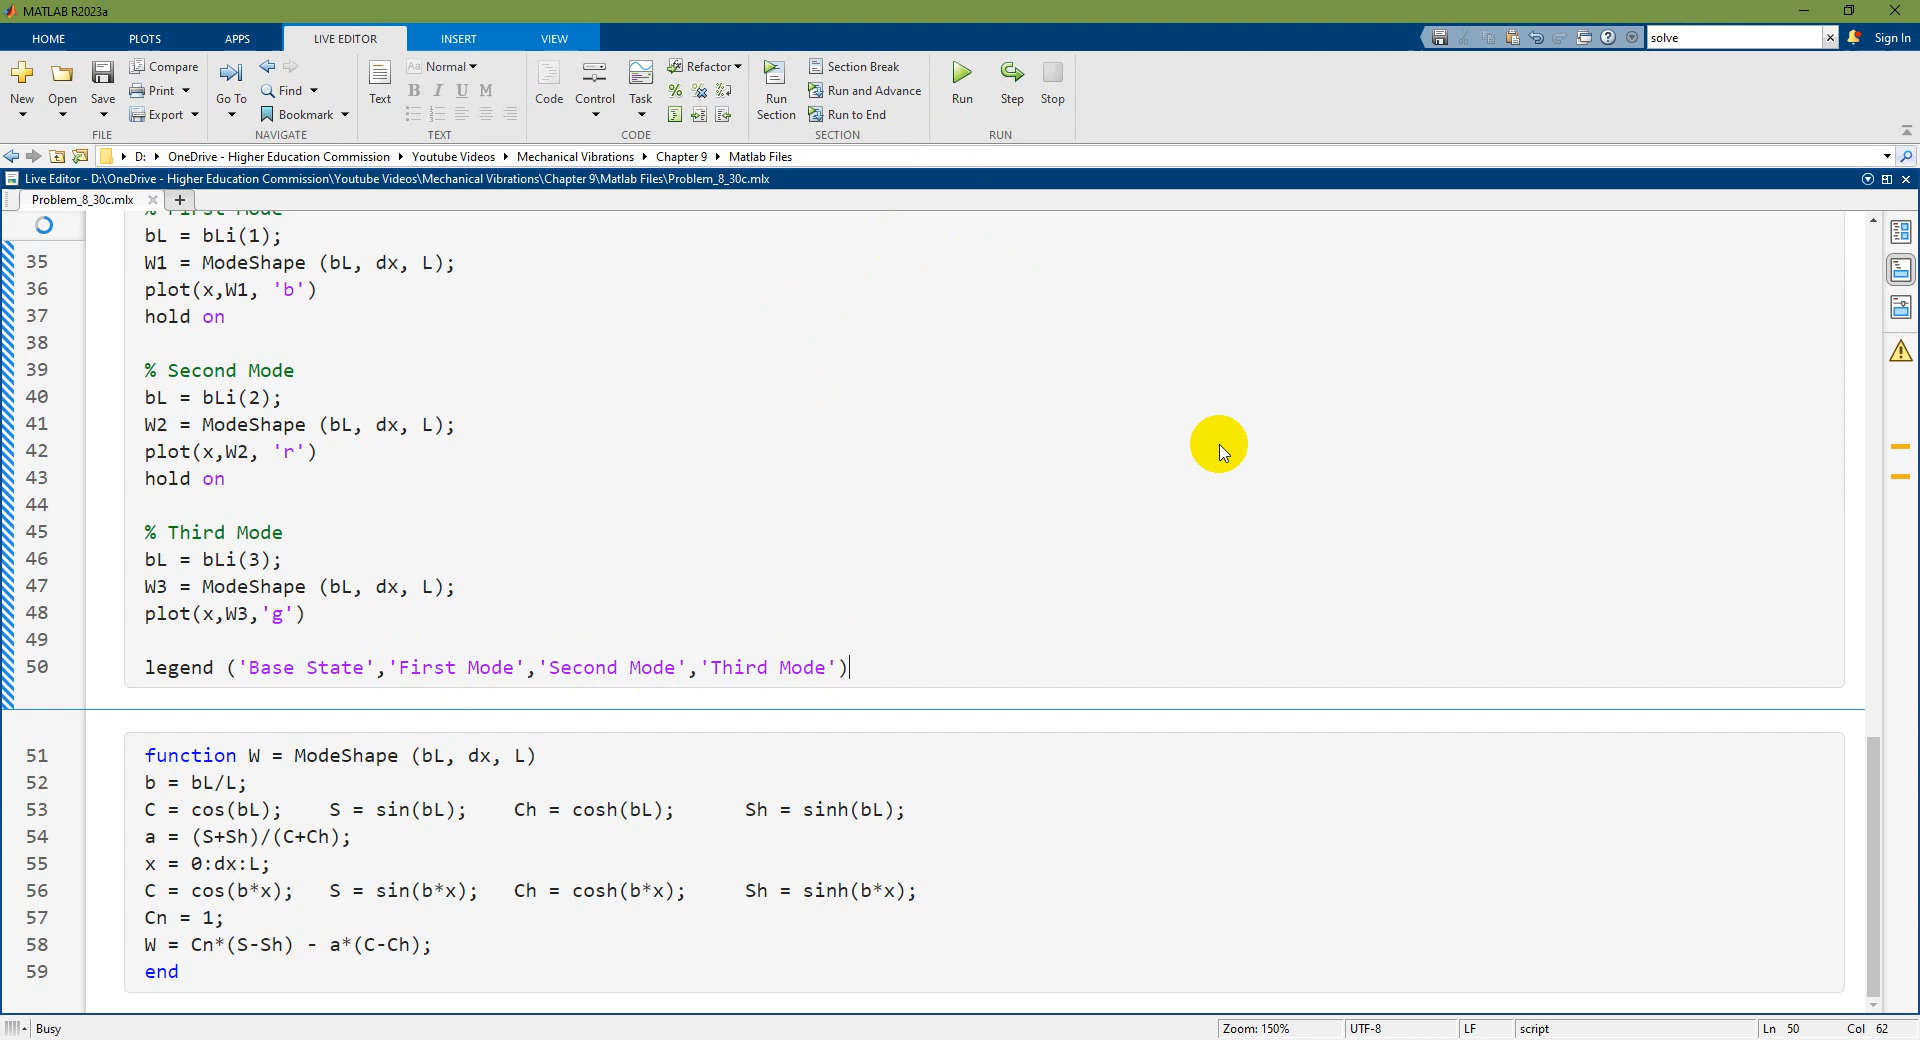 MATLAB R2023a
HOME PLOTS APPS LIVE EDITOR INSERT VIEW solve Sign In
New Open Save Compare Print Export Go To Find Bookmark Text Aa Normal B I U M Code Control Task Refactor Run Section Section Break Run and Advance Run to End Run Step Stop
FILE NAVIGATE TEXT CODE SECTION RUN
D: OneDrive - Higher Education Commission Youtube Videos Mechanical Vibrations Chapter 9 Matlab Files
Live Editor - D:\OneDrive - Higher Education Commission\Youtube Videos\Mechanical Vibrations\Chapter 9\Matlab Files\Problem_8_30c.mlx
Problem_8_30c.mlx
% First Mode
bL = bLi(1);
35 W1 = ModeShape (bL, dx, L);
36 plot(x,W1, 'b')
37 hold on
38
39 % Second Mode
40 bL = bLi(2);
41 W2 = ModeShape (bL, dx, L);
42 plot(x,W2, 'r')
43 hold on
44
45 % Third Mode
46 bL = bLi(3);
47 W3 = ModeShape (bL, dx, L);
48 plot(x,W3,'g')
49
50 legend ('Base State','First Mode','Second Mode','Third Mode')
51 function W = ModeShape (bL, dx, L)
52 b = bL/L;
53 C = cos(bL); S = sin(bL); Ch = cosh(bL); Sh = sinh(bL);
54 a = (S+Sh)/(C+Ch);
55 x = 0:dx:L;
56 C = cos(b*x); S = sin(b*x); Ch = cosh(b*x); Sh = sinh(b*x);
57 Cn = 1;
58 W = Cn*(S-Sh) - a*(C-Ch);
59 end
Busy Zoom: 150% UTF-8 LF script Ln 50 Col 62